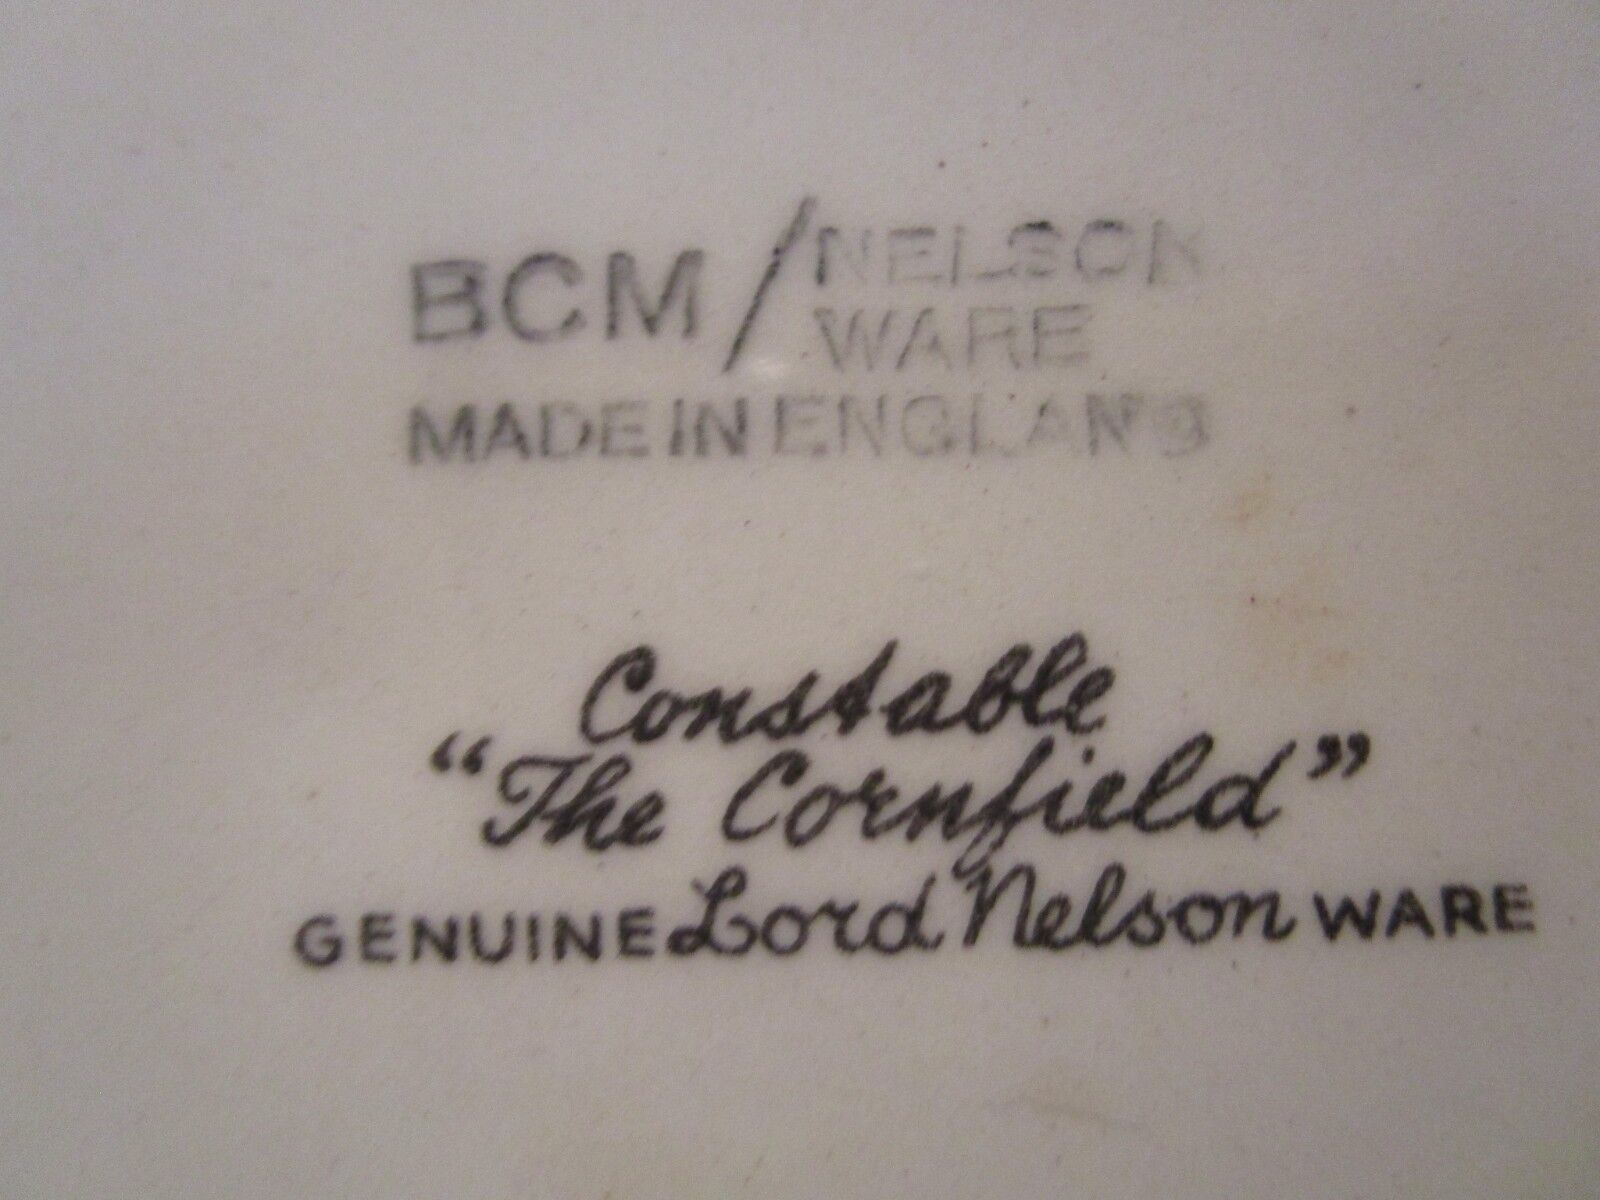 BCM/NELSON
WARE
MADE IN ENGLAND
Constable
“The Cornfield”
GENUINE Lord Nelson WARE